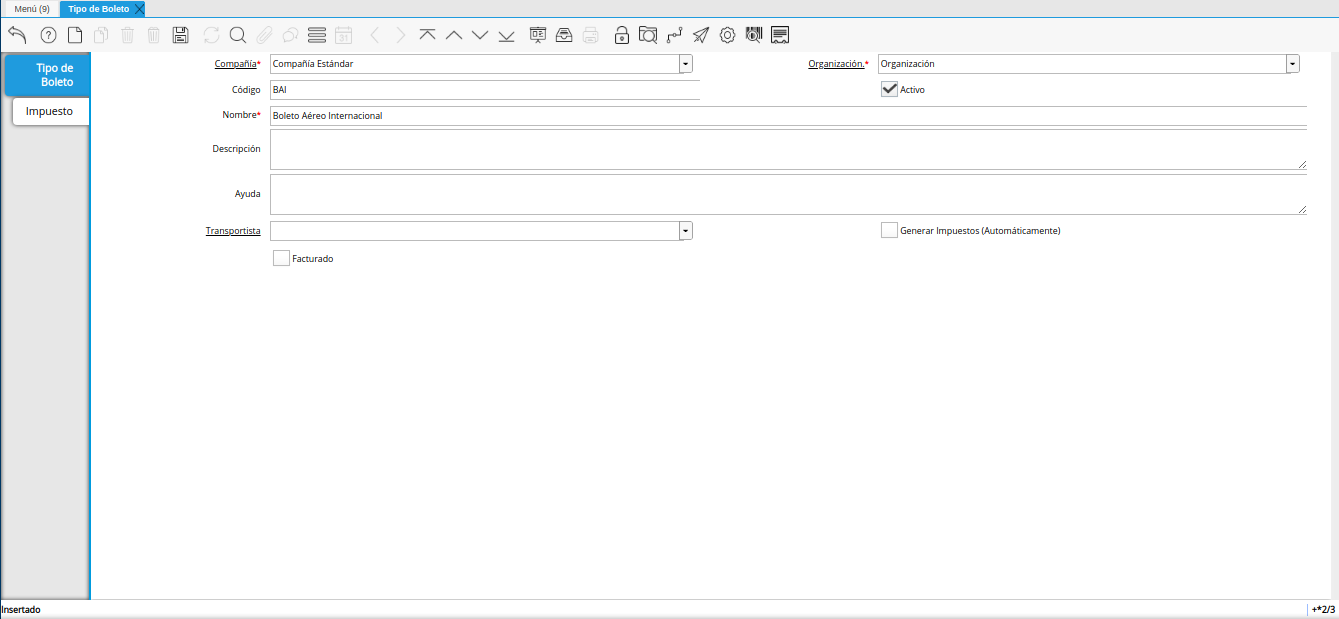 Menú (9) Tipo de Boleto
31
Tipo de
Boleto
Impuesto
Compañía* Compañía Estándar Organización.* Organización
Código BAI Activo
Nombre* Boleto Aéreo Internacional
Descripción
Ayuda
Transportista Generar Impuestos (Automáticamente)
Facturado
Insertado +*2/3